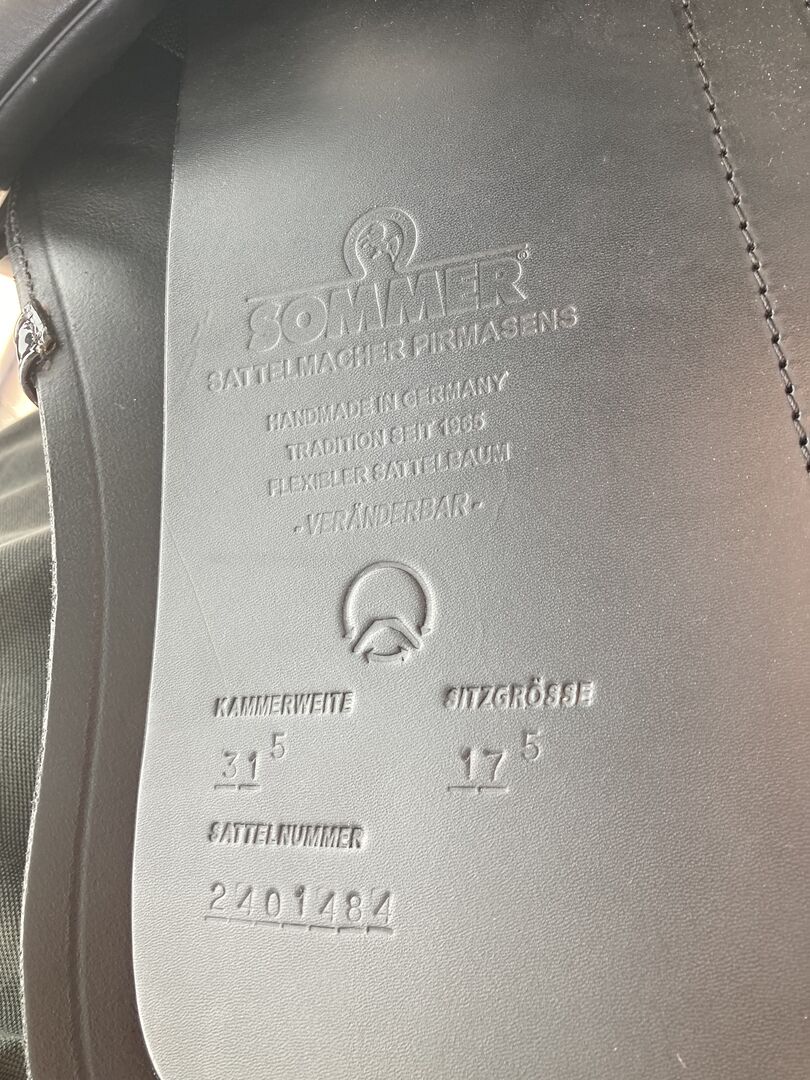 SOMMER®
SATTELMACHER PIRMASENS
HANDMADE IN GERMANY
TRADITION SEIT 1965
FLEXIBLER SATTELBAUM
-VERÄNDERBAR-
KAMMERWEITE SITZGRÖSSE
31 5 17 5
SATTELNUMMER
2401484